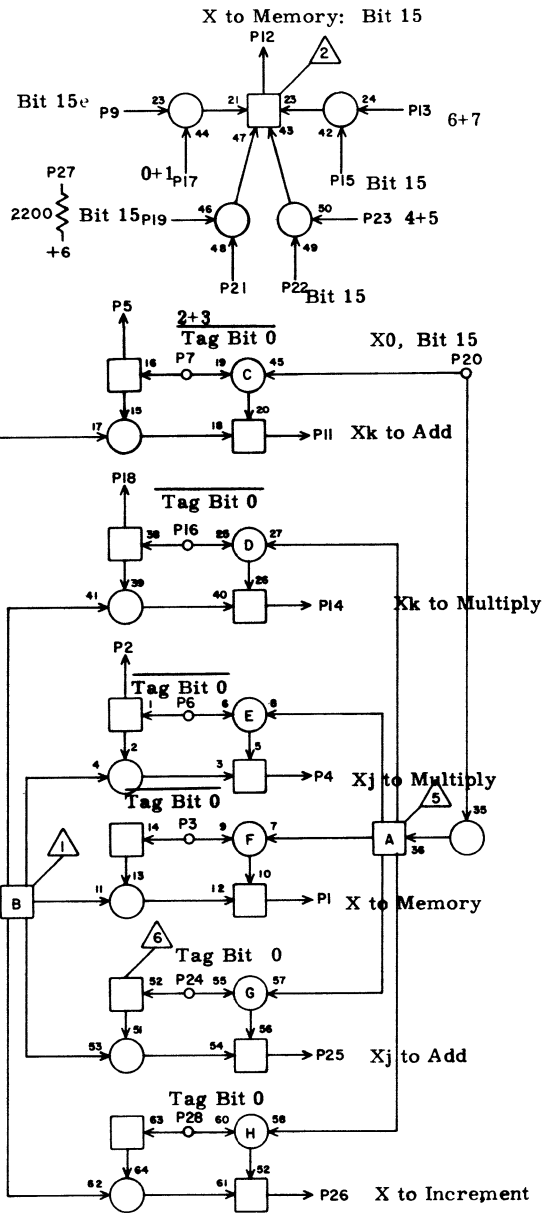 X to Memory: Bit 15
P12
2
Bit 15e P9 23 21 23 24 P13 6+7
44 47 43 42
P27 0+1 P17 P15 Bit 15
2200 Bit 15 P19 46 50 P23 4+5
+6 48 49
P21 P22 Bit 15
P5 2+3
Tag Bit 0 X0, Bit 15
16 P7 19 C 45 P20
17 15 18 20 P11 Xk to Add
P18 Tag Bit 0
38 P16 25 D 27
41 39 40 26 P14 Xk to Multiply
P2 Tag Bit 0
1 P6 6 E 8
4 2 3 5 P4 Xj to Multiply
Tag Bit 0 5 35
14 P3 9 F 7 A 36
1
B 11 13 12 10 P1 X to Memory
6 Tag Bit 0
52 P24 55 G 57
53 51 54 56 P25 Xj to Add
Tag Bit 0
63 P28 60 H 58
62 64 61 52 P26 X to Increment